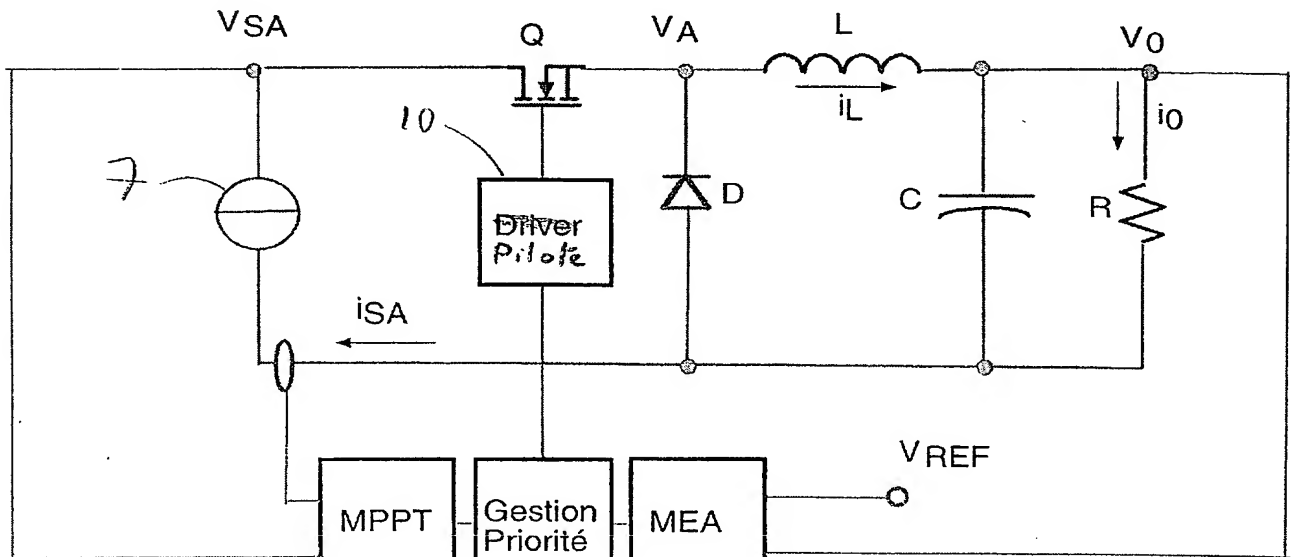 VSA
Q
VA
L
V0
iL
i0
10
7
Driver
Pilote
D
C
R
iSA
VREF
MPPT
Gestion
Priorité
MEA